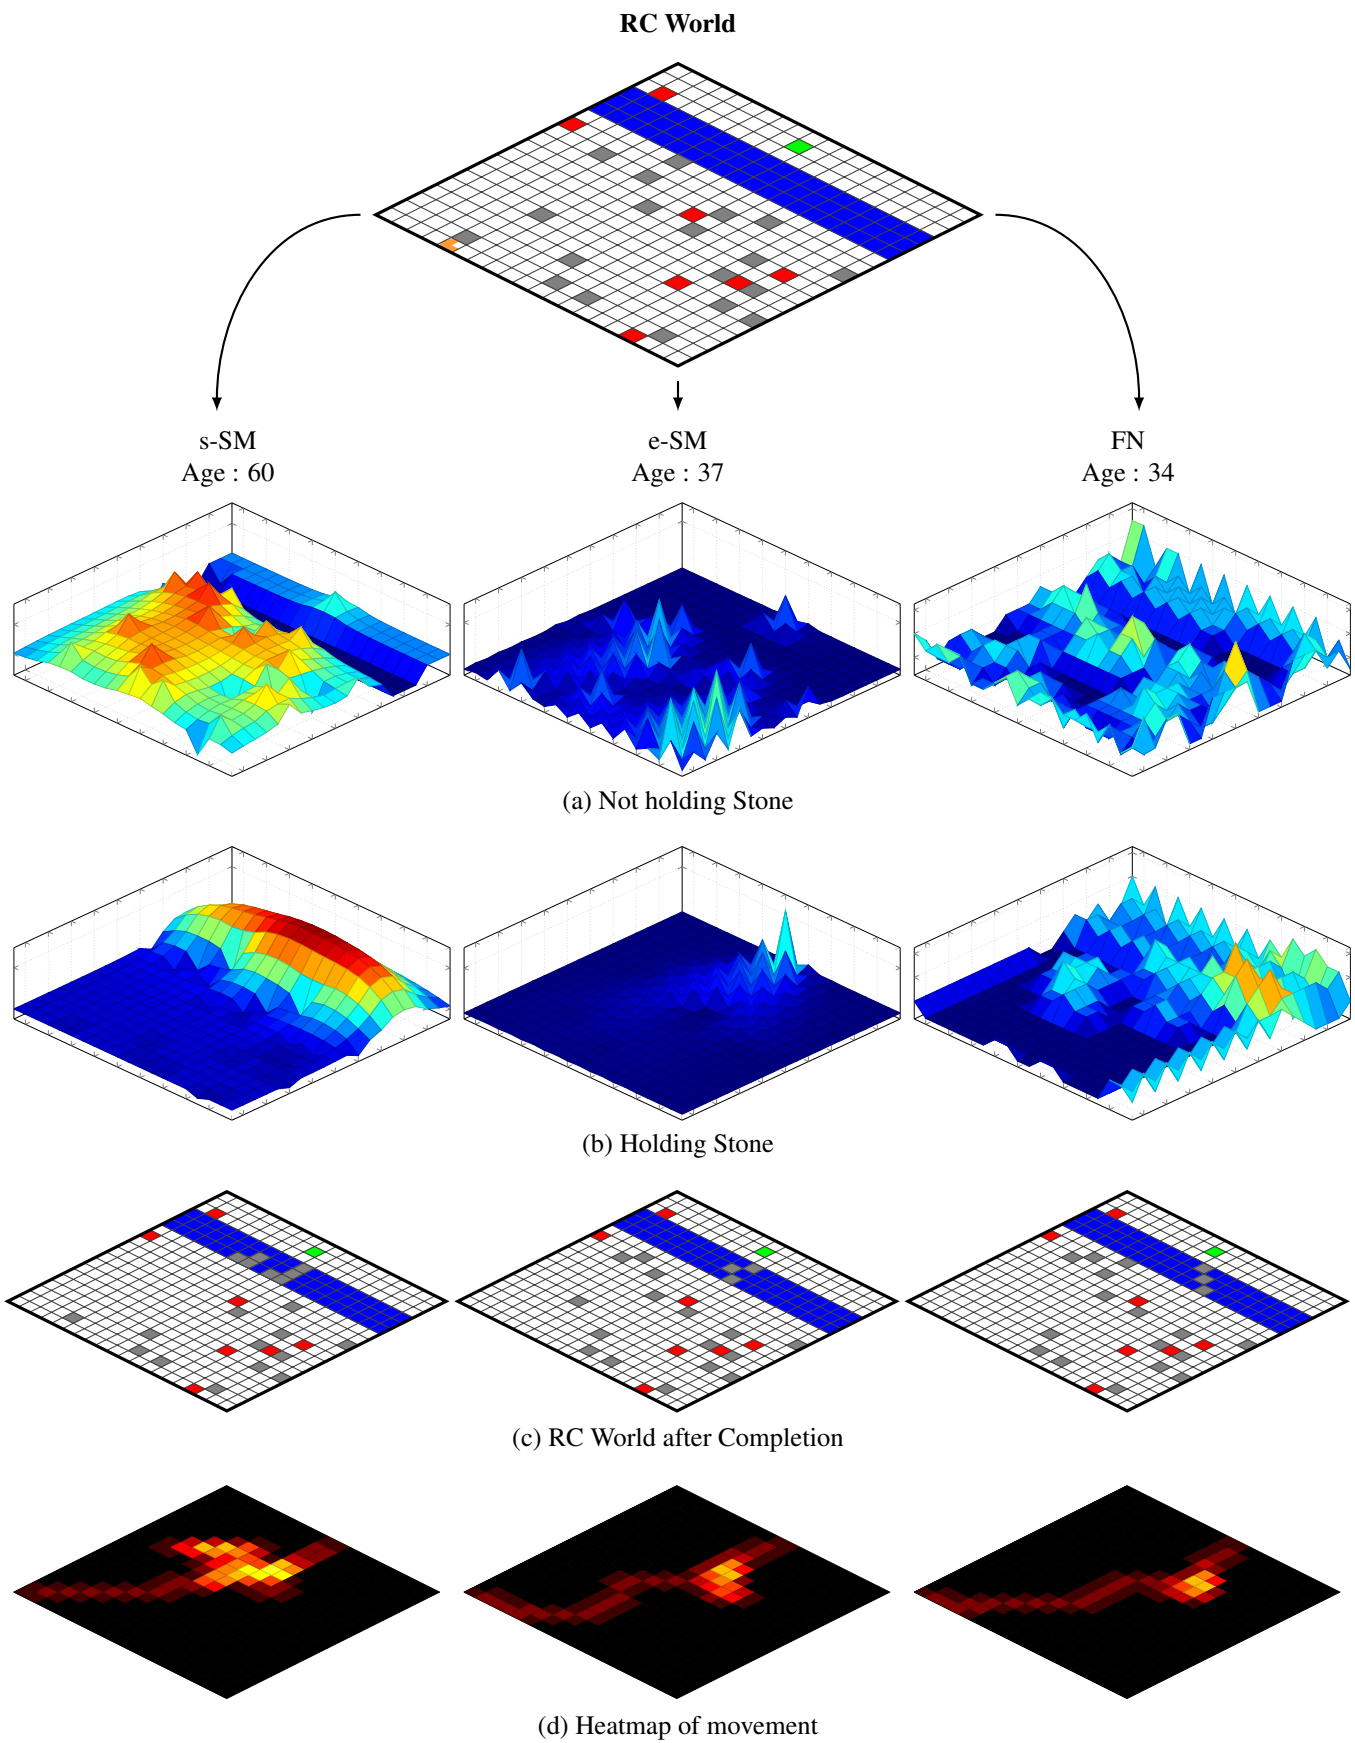 RC World
s-SM
Age : 60
e-SM
Age : 37
FN
Age : 34
(a) Not holding Stone
(b) Holding Stone
(c) RC World after Completion
(d) Heatmap of movement